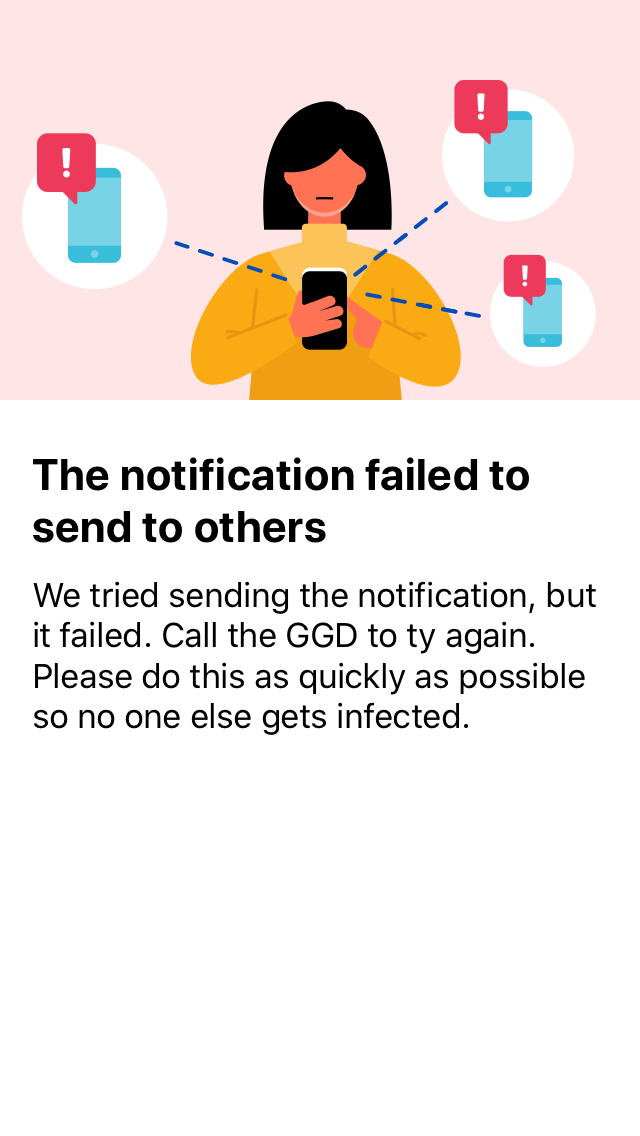 The notification failed to
send to others
We tried sending the notification, but
it failed. Call the GGD to ty again.
Please do this as quickly as possible
so no one else gets infected.